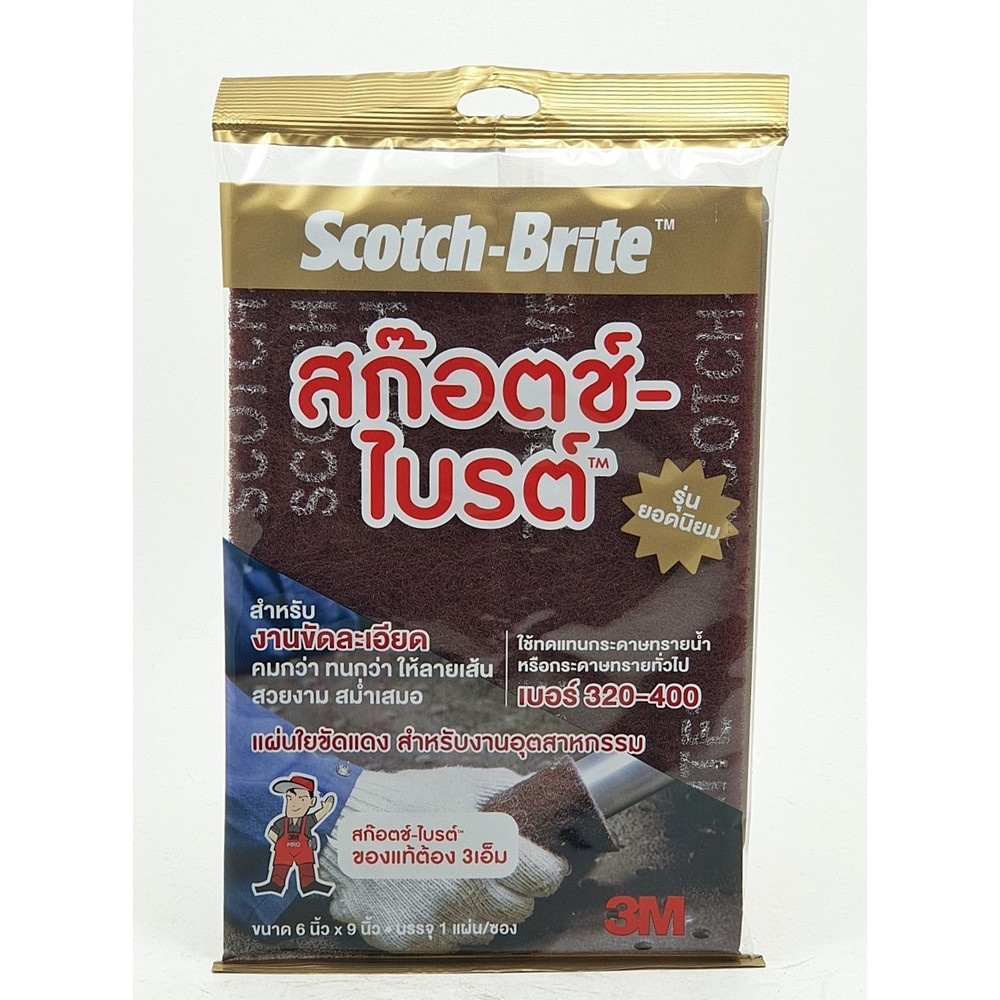 Scotch-Brite™
SCOTCH
SCOTCH
สก๊อตช์-
ไบรต์™
รุ่น
ยอดนิยม
สำหรับ
งานขัดละเอียด
คมกว่า ทนกว่า ให้ลายเส้น
สวยงาม สม่ำเสมอ
ใช้ทดแทนกระดาษทรายน้ำ
หรือกระดาษทรายทั่วไป
เบอร์ 320-400
แผ่นใยขัดแดง สำหรับงานอุตสาหกรรม
3M
MRO
สก๊อตช์-ไบรต์™
ของแท้ต้อง 3เอ็ม
ขนาด 6 นิ้ว x 9 นิ้ว • บรรจุ 1 แผ่น/ซอง
3M